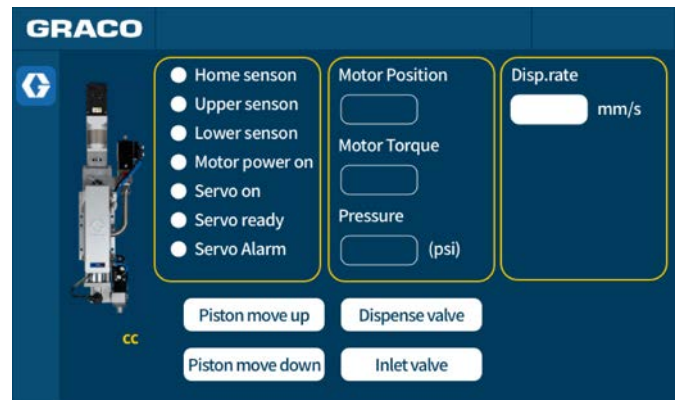 GRACO
Home senson
Upper senson
Lower senson
Motor power on
Servo on
Servo ready
Servo Alarm
Motor Position
Motor Torque
Pressure
(psi)
Disp.rate
mm/s
cc
Piston move up
Dispense valve
Piston move down
Inlet valve